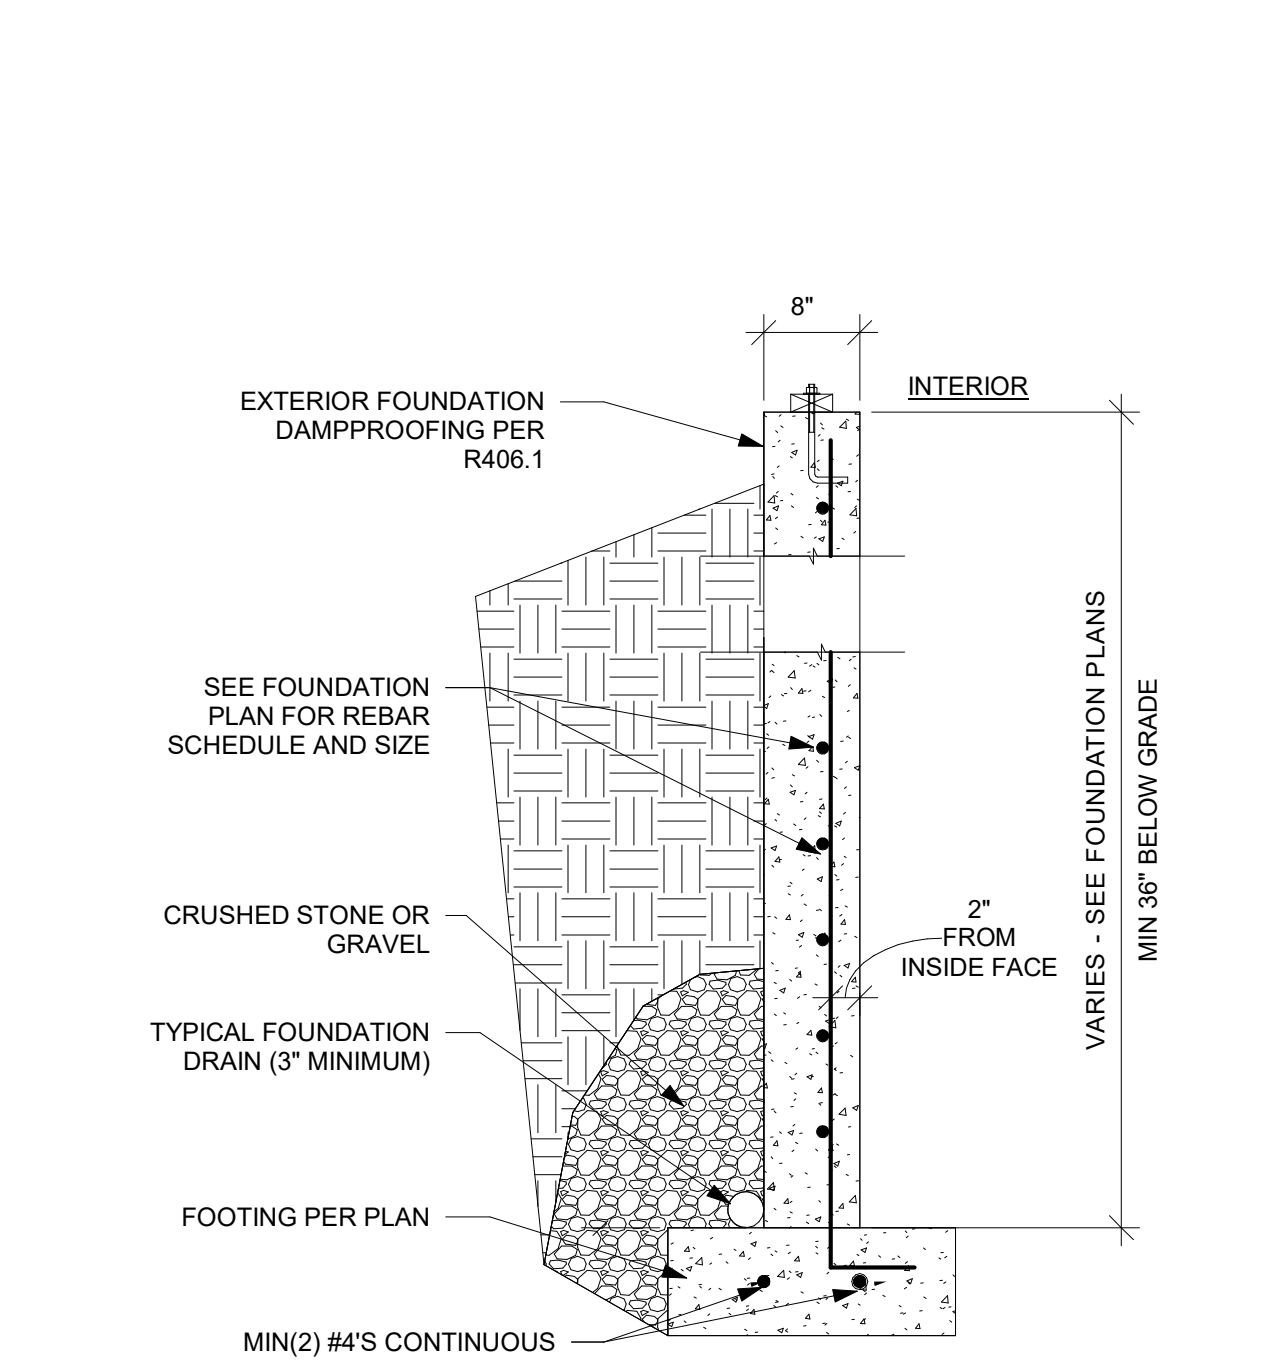 8"
INTERIOR
EXTERIOR FOUNDATION
DAMPPROOFING PER
R406.1
SEE FOUNDATION
PLAN FOR REBAR
SCHEDULE AND SIZE
VARIES - SEE FOUNDATION PLANS
MIN 36" BELOW GRADE
CRUSHED STONE OR
GRAVEL
2"
FROM
INSIDE FACE
TYPICAL FOUNDATION
DRAIN (3" MINIMUM)
FOOTING PER PLAN
MIN(2) #4'S CONTINUOUS